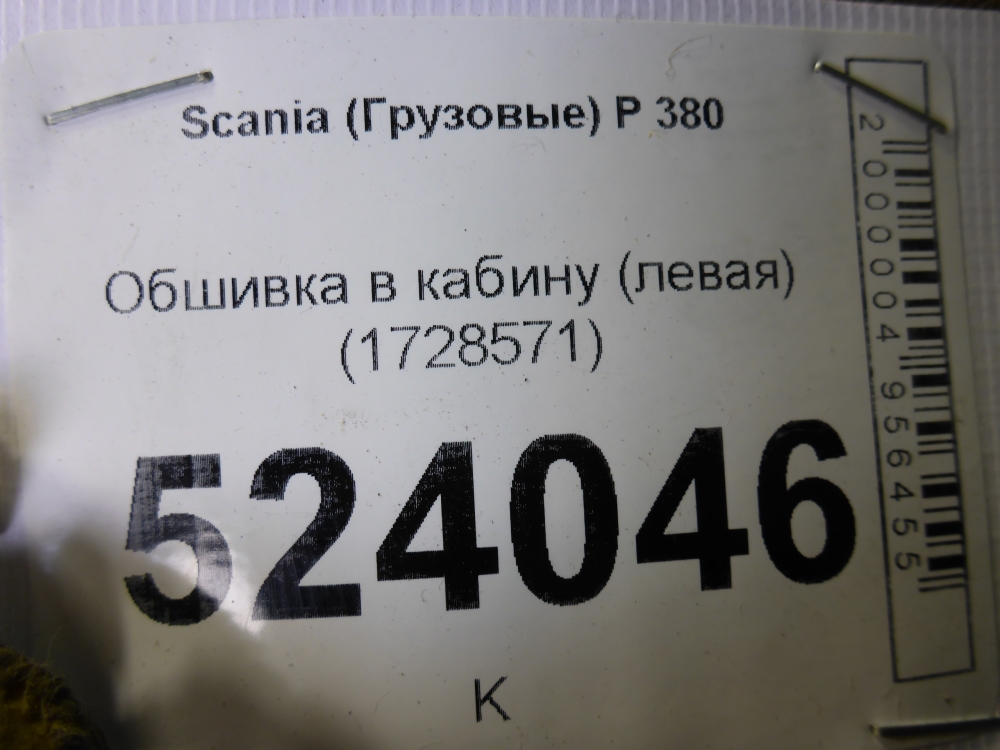 Scania (Грузовые) P 380
Обшивка в кабину (левая)
(1728571)
524046
К
2000004956455